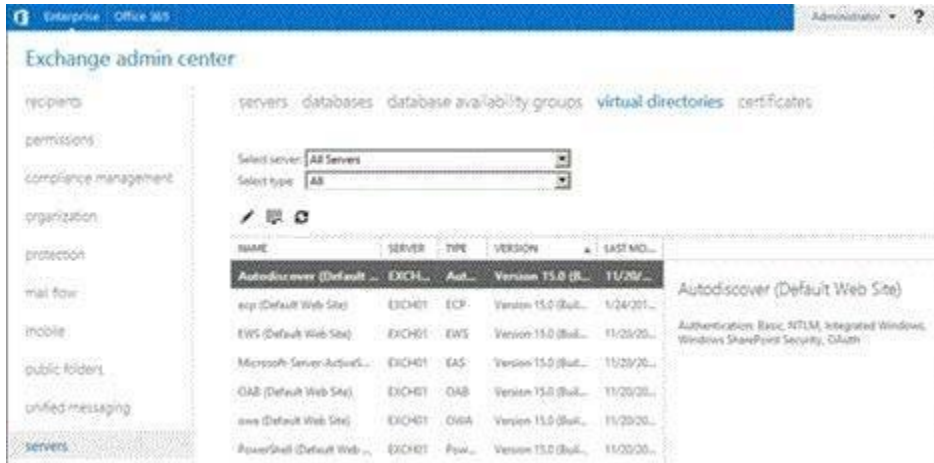 Enterprise Office 365
Administrator ?
Exchange admin center
recipients
permissions
compliance management
organization
protection
mail flow
mobile
public folders
unified messaging
servers
servers databases database availability groups virtual directories certificates
Select server: All Servers
Select type: All
NAME SERVER TYPE VERSION LAST MO...
Autodiscover (Default ... EXCH... Aut... Version 15.0 (B... 11/20/...
ecp (Default Web Site) EXCH01 ECP Version 15.0 (Buil... 1/24/201...
EWS (Default Web Site) EXCH01 EWS Version 15.0 (Buil... 11/20/20...
Microsoft-Server-ActiveS... EXCH01 EAS Version 15.0 (Buil... 11/20/20...
OAB (Default Web Site) EXCH01 OAB Version 15.0 (Buil... 11/20/20...
owa (Default Web Site) EXCH01 OWA Version 15.0 (Buil... 11/20/20...
PowerShell (Default Web ... EXCH01 Pow... Version 15.0 (Buil... 11/20/20...
Autodiscover (Default Web Site)
Authentication: Basic, NTLM, Integrated Windows,
Windows SharePoint Security, OAuth